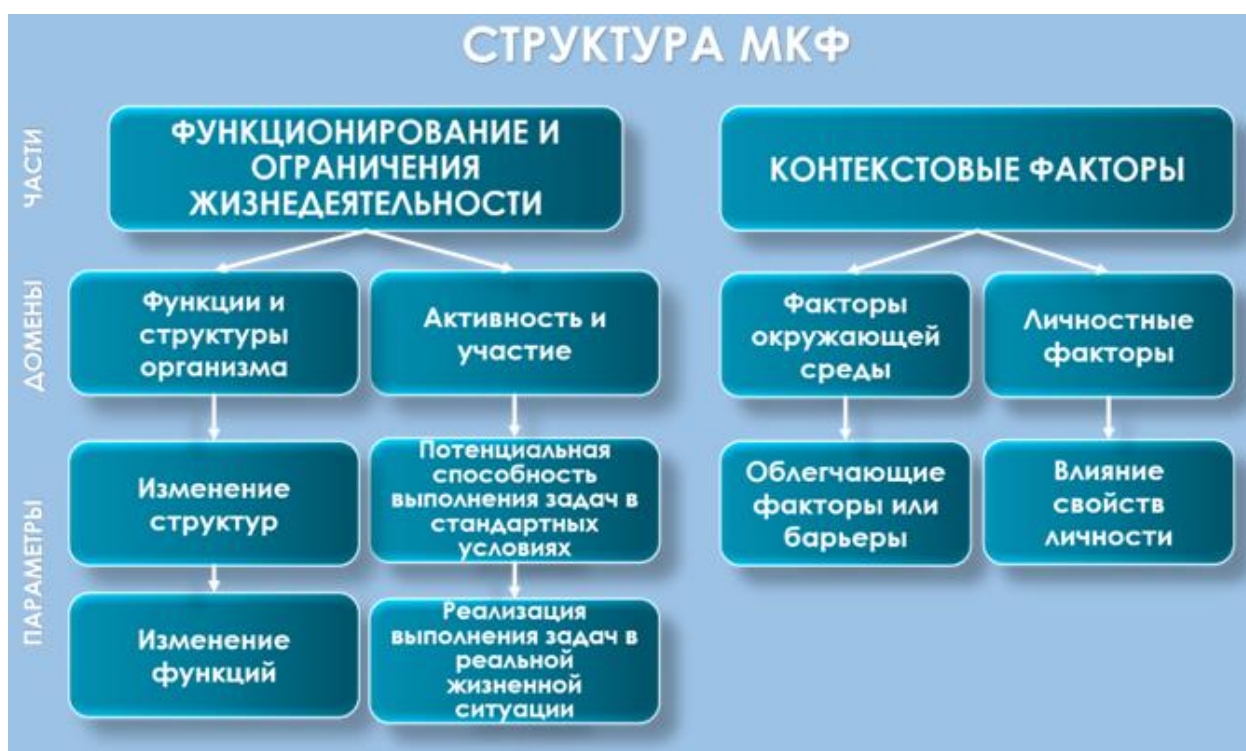 СТРУКТУРА МКФ
ЧАСТИ
ФУНКЦИОНИРОВАНИЕ И
ОГРАНИЧЕНИЯ
ЖИЗНЕДЕЯТЕЛЬНОСТИ
КОНТЕКСТОВЫЕ ФАКТОРЫ
ДОМЕНЫ
Функции и
структуры
организма
Активность и
участие
Факторы
окружающей
среды
Личностные
факторы
ПАРАМЕТРЫ
Изменение
структур
Потенциальная
способность
выполнения задач в
стандартных
условиях
Облегчающие
факторы или
барьеры
Влияние
свойств
личности
Изменение
функций
Реализация
выполнения задач в
реальной
жизненной
ситуации